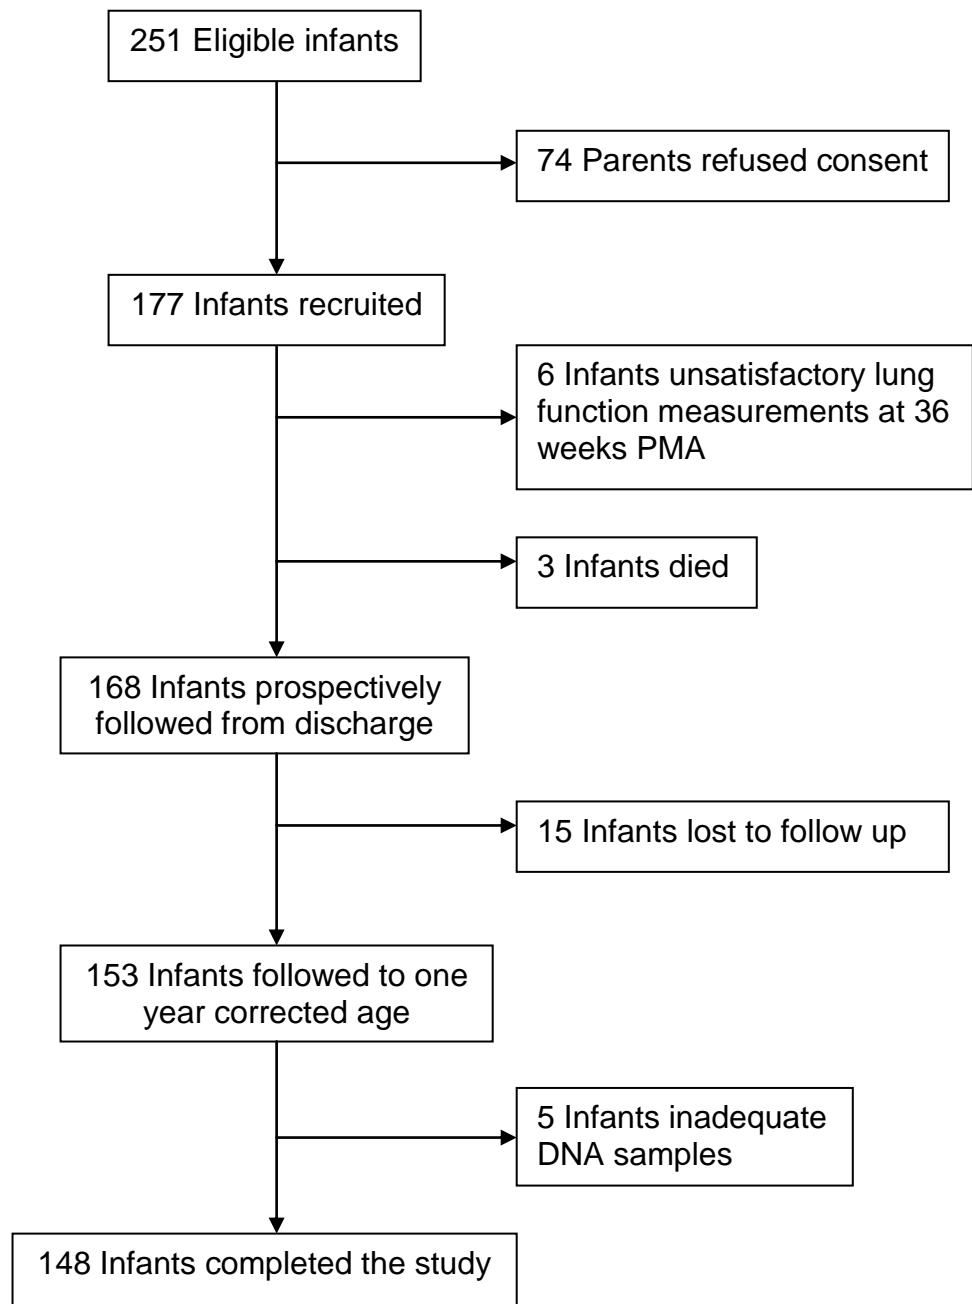 251 Eligible infants
74 Parents refused consent
177 Infants recruited
6 Infants unsatisfactory lung
function measurements at 36
weeks PMA
3 Infants died
168 Infants prospectively
followed from discharge
15 Infants lost to follow up
153 Infants followed to one
year corrected age
5 Infants inadequate
DNA samples
148 Infants completed the study